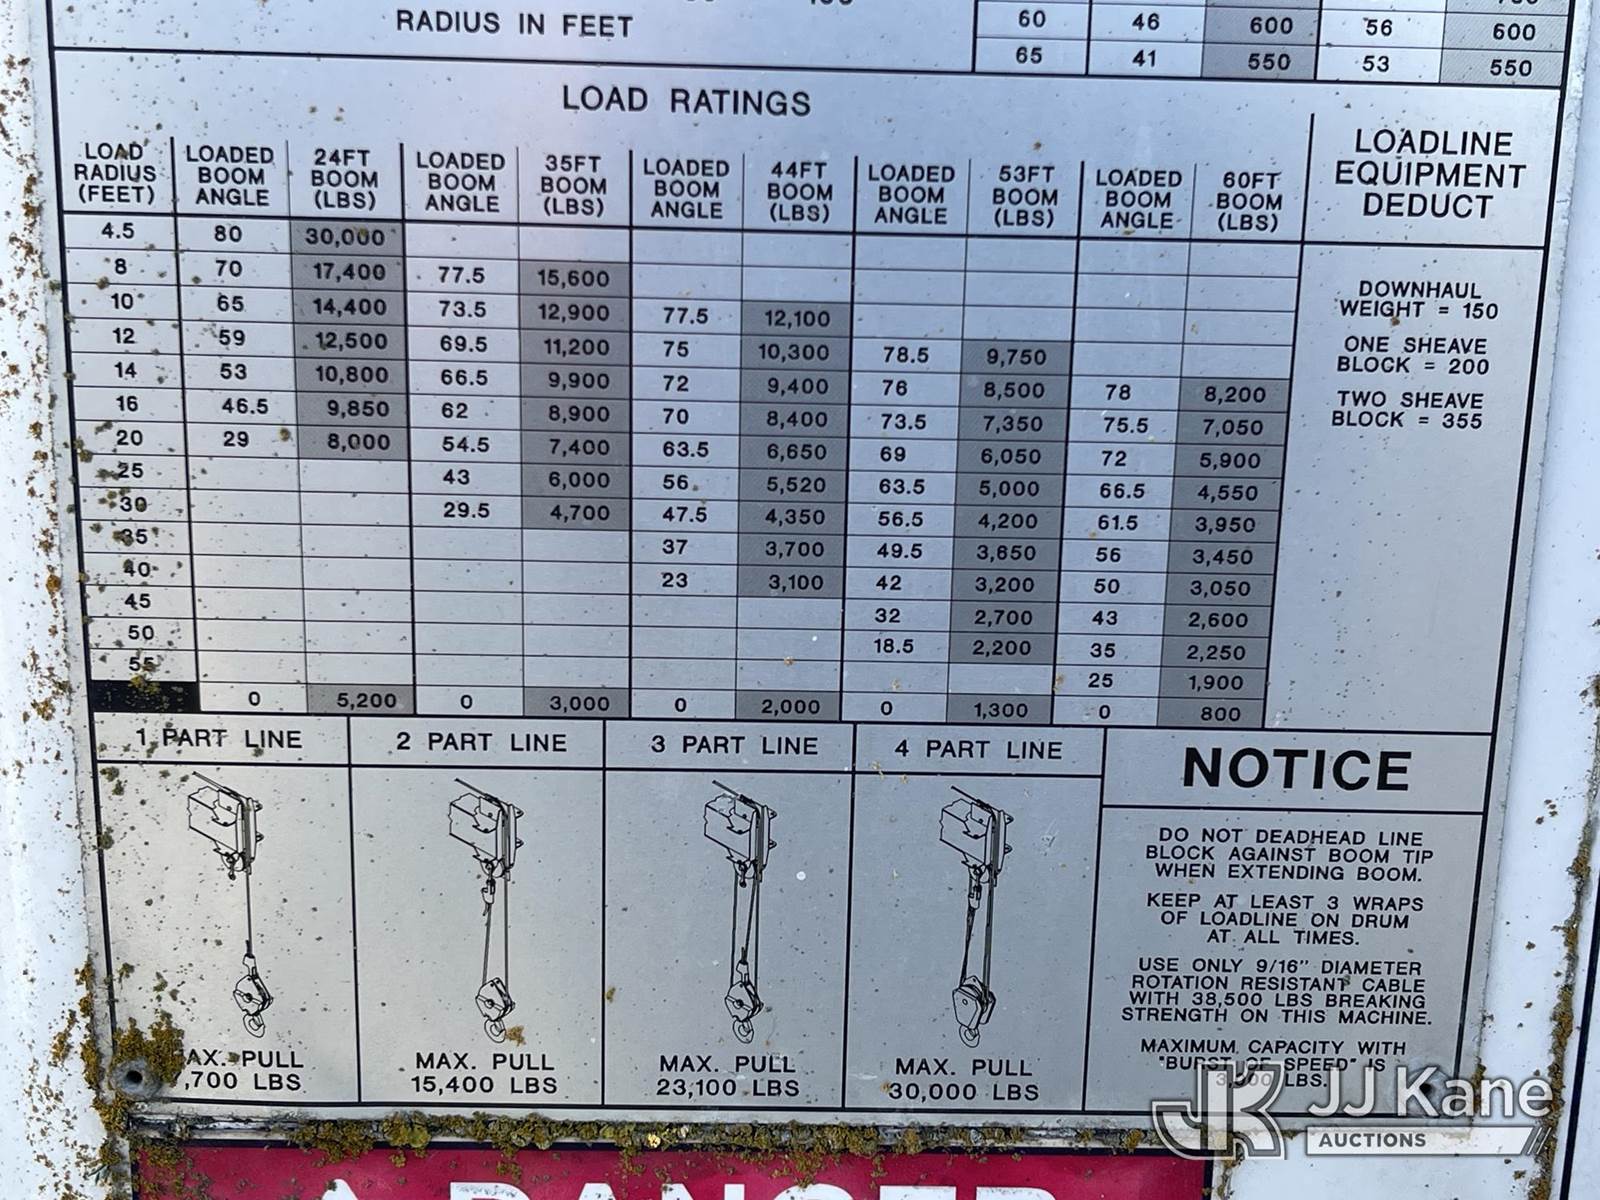 RADIUS IN FEET
60 46 600 56 600
65 41 550 53 550
LOAD RATINGS
LOAD RADIUS (FEET) LOADED BOOM ANGLE 24FT BOOM (LBS) LOADED BOOM ANGLE 35FT BOOM (LBS) LOADED BOOM ANGLE 44FT BOOM (LBS) LOADED BOOM ANGLE 53FT BOOM (LBS) LOADED BOOM ANGLE 60FT BOOM (LBS)
4.5 80 30,000
8 70 17,400 77.5 15,600
10 65 14,400 73.5 12,900 77.5 12,100
12 59 12,500 69.5 11,200 75 10,300 78.5 9,750
14 53 10,800 66.5 9,900 72 9,400 76 8,500 78 8,200
16 46.5 9,850 62 8,900 70 8,400 73.5 7,350 75.5 7,050
20 29 8,000 54.5 7,400 63.5 6,650 69 6,050 72 5,900
25 43 6,000 56 5,520 63.5 5,000 66.5 4,550
30 29.5 4,700 47.5 4,350 56.5 4,200 61.5 3,950
35 37 3,700 49.5 3,650 56 3,450
40 23 3,100 42 3,200 50 3,050
45 32 2,700 43 2,600
50 18.5 2,200 35 2,250
55 25 1,900
0 5,200 0 3,000 0 2,000 0 1,300 0 800
LOADLINE
EQUIPMENT
DEDUCT
DOWNHAUL
WEIGHT = 150
ONE SHEAVE
BLOCK = 200
TWO SHEAVE
BLOCK = 355
1 PART LINE 2 PART LINE 3 PART LINE 4 PART LINE
MAX. PULL
15,400 LBS
MAX. PULL
23,100 LBS
MAX. PULL
30,000 LBS
PULL
,700 LBS
NOTICE
DO NOT DEADHEAD LINE
BLOCK AGAINST BOOM TIP
WHEN EXTENDING BOOM.
KEEP AT LEAST 3 WRAPS
OF LOADLINE ON DRUM
AT ALL TIMES.
USE ONLY 9/16" DIAMETER
ROTATION RESISTANT CABLE
WITH 38,500 LBS BREAKING
STRENGTH ON THIS MACHINE.
MAXIMUM CAPACITY WITH
"BURST OF SPEED" IS
LBS.
JK JJ Kane
AUCTIONS
DANGER